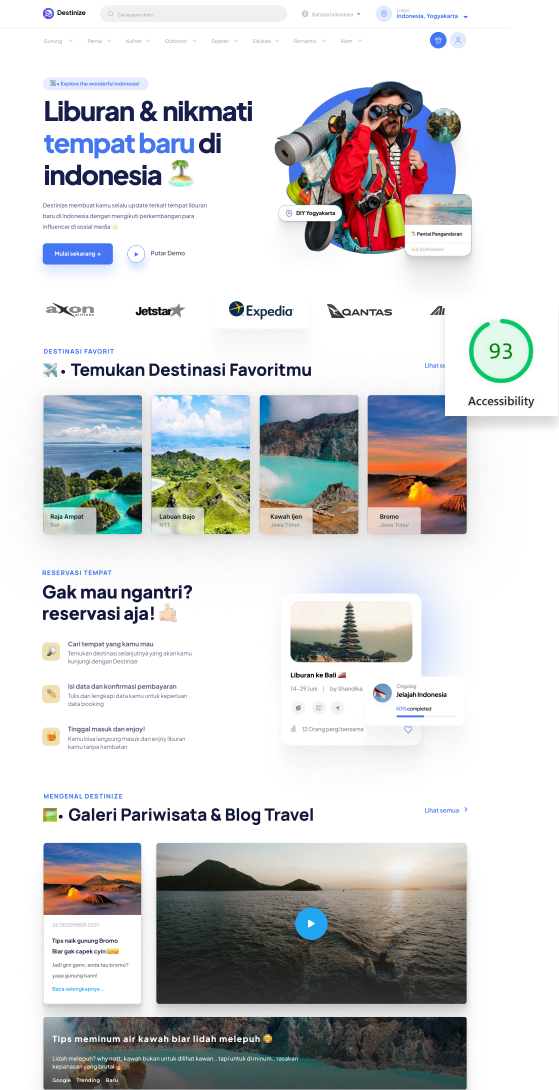 Destinize
Bahasa Indonesia
Indonesia, Yogyakarta
Gunung
Pantai
Kuliner
Outbond
Sejarah
Edukasi
Romantis
Alam
Explore the wonderful indonesia!
Liburan & nikmati
tempat baru di
indonesia
Destinize membuat kamu selalu update terkait tempat liburan
baru di Indonesia dengan mengikuti perkembangan para
influencer di sosial media
Mulai sekarang →
Putar Demo
DIY Yogyakarta
Pantai Pangandaran
axon
airlines
Jetstar
Expedia
QANTAS
93
Accessibility
DESTINASI FAVORIT
Temukan Destinasi Favoritmu
Raja Ampat
Bali
Labuan Bajo
NTT
Kawah Ijen
Jawa Timur
Bromo
Jawa Timur
RESERVASI TEMPAT
Gak mau ngantri?
reservasi aja!
Cari tempat yang kamu mau
Temukan destinasi selanjutnya yang akan kamu
kunjungi dengan Destinize
Isi data dan konfirmasi pembayaran
Tulis dan lengkapi data kamu untuk keperluan
data booking
Tinggal masuk dan enjoy!
Kamu bisa langsung masuk dan enjoy liburan
kamu tanpa hambatan
Liburan ke Bali
14-29 Juni | by Shandika
12 Orang pergi bersama
Ongoing
Jelajah Indonesia
40% completed
MENGENAL DESTINIZE
Galeri Pariwisata & Blog Travel
Lihat semua
26 DESEMBER 2021
Tips naik gunung Bromo
Biar gak capek cyin
Jadi gini gann, anda tau bromo?
yaaa gunung kann!
Baca selengkapnya...
Tips meminum air kawah biar lidah melepuh
Lidah melepuh? why nott, kawah bukan untuk dilihat kawan.. tapi untuk di minum.. rasakan
kepanasan yang brutal
Google Trending Baru